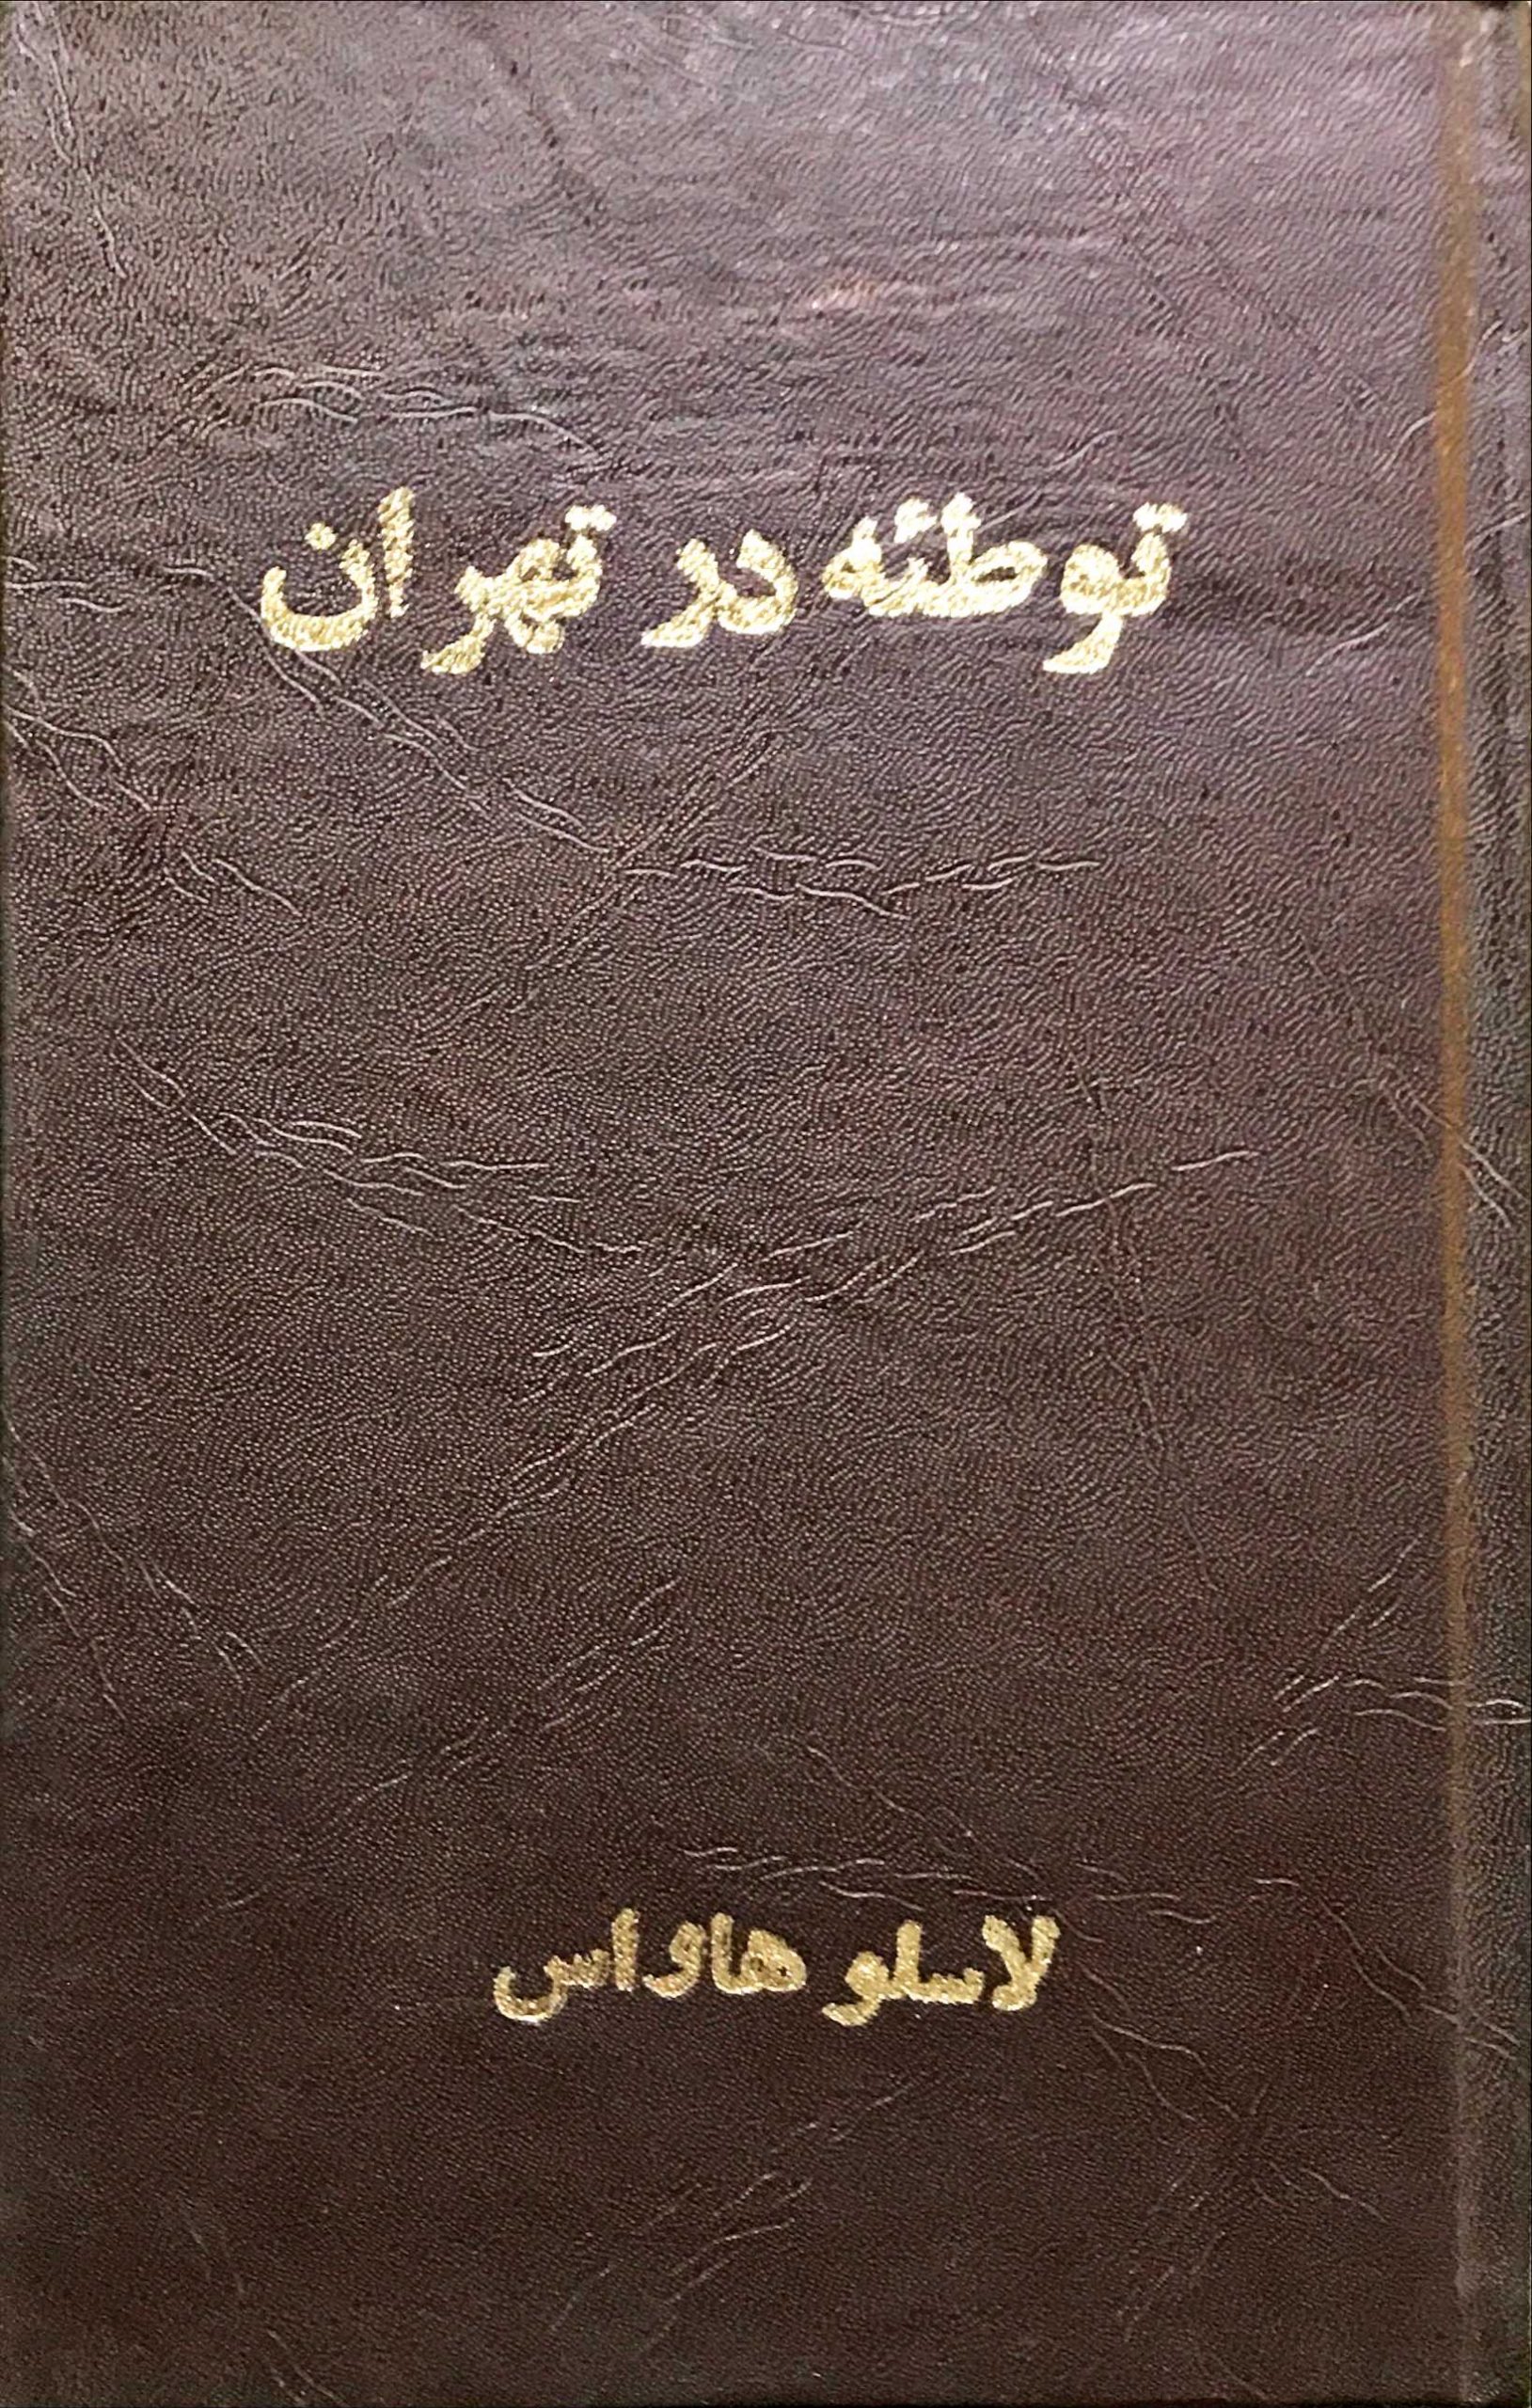 توطئه در تهران
لاسلو هاواس